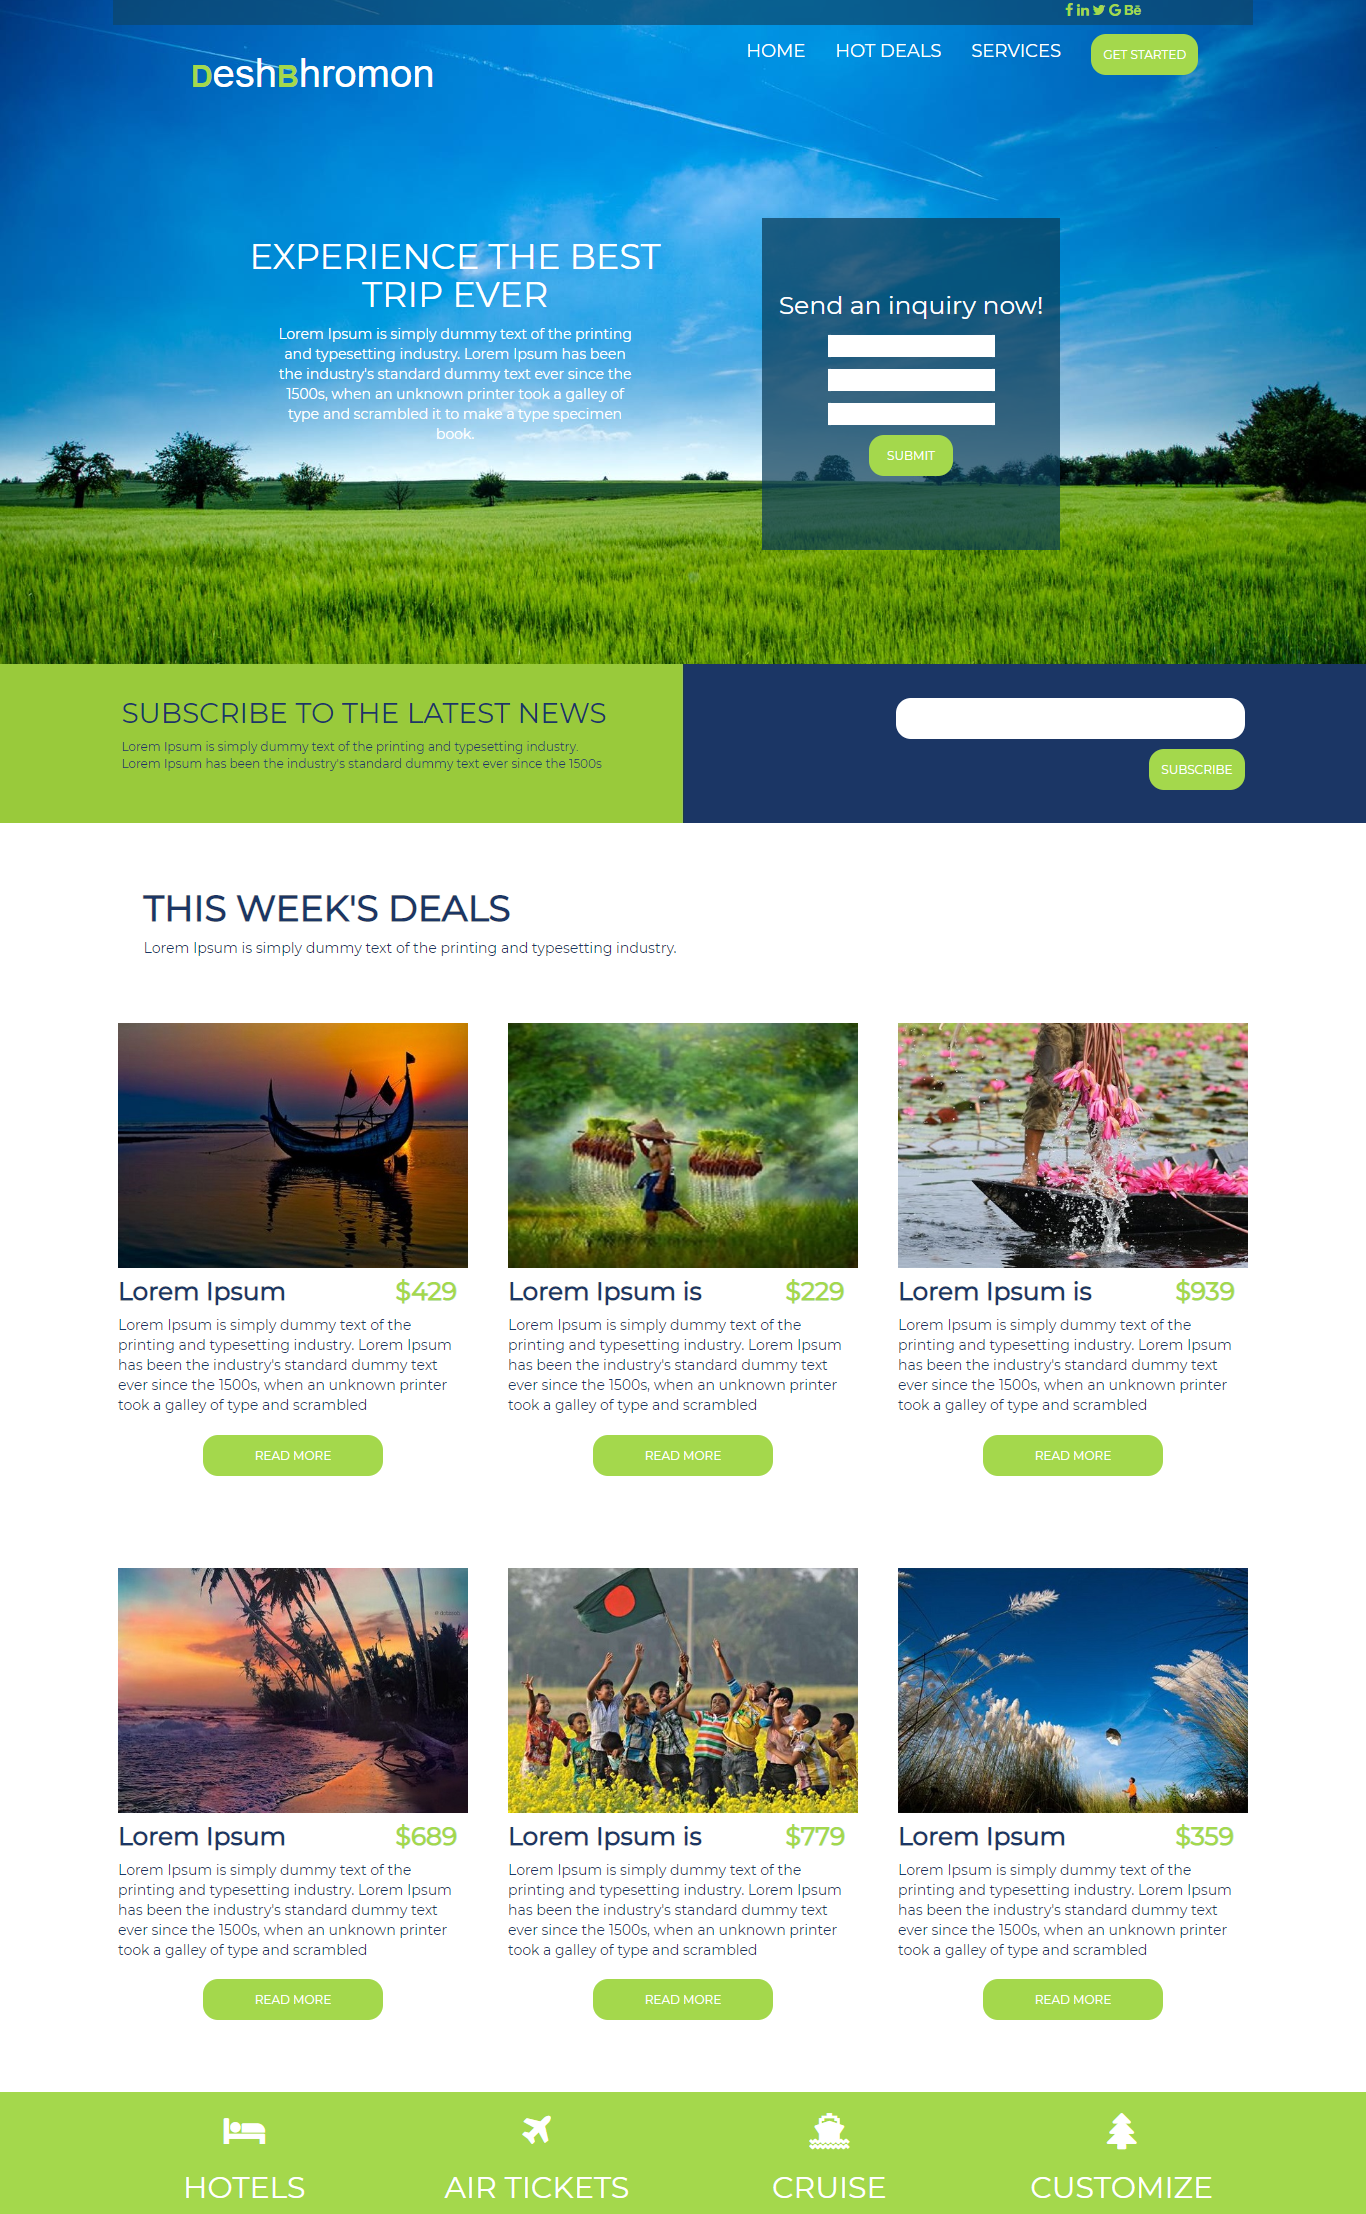 DeshBhromon
HOME HOT DEALS SERVICES GET STARTED
EXPERIENCE THE BEST
TRIP EVER
Lorem Ipsum is simply dummy text of the printing
and typesetting industry. Lorem Ipsum has been
the industry's standard dummy text ever since the
1500s, when an unknown printer took a galley of
type and scrambled it to make a type specimen
book.
Send an inquiry now!
SUBMIT
SUBSCRIBE TO THE LATEST NEWS
Lorem Ipsum is simply dummy text of the printing and typesetting industry.
Lorem Ipsum has been the industry's standard dummy text ever since the 1500s
SUBSCRIBE
THIS WEEK'S DEALS
Lorem Ipsum is simply dummy text of the printing and typesetting industry.
Lorem Ipsum $429
Lorem Ipsum is simply dummy text of the
printing and typesetting industry. Lorem Ipsum
has been the industry's standard dummy text
ever since the 1500s, when an unknown printer
took a galley of type and scrambled
READ MORE
Lorem Ipsum is $229
Lorem Ipsum is simply dummy text of the
printing and typesetting industry. Lorem Ipsum
has been the industry's standard dummy text
ever since the 1500s, when an unknown printer
took a galley of type and scrambled
READ MORE
Lorem Ipsum is $939
Lorem Ipsum is simply dummy text of the
printing and typesetting industry. Lorem Ipsum
has been the industry's standard dummy text
ever since the 1500s, when an unknown printer
took a galley of type and scrambled
READ MORE
Lorem Ipsum $689
Lorem Ipsum is simply dummy text of the
printing and typesetting industry. Lorem Ipsum
has been the industry's standard dummy text
ever since the 1500s, when an unknown printer
took a galley of type and scrambled
READ MORE
Lorem Ipsum is $779
Lorem Ipsum is simply dummy text of the
printing and typesetting industry. Lorem Ipsum
has been the industry's standard dummy text
ever since the 1500s, when an unknown printer
took a galley of type and scrambled
READ MORE
Lorem Ipsum $359
Lorem Ipsum is simply dummy text of the
printing and typesetting industry. Lorem Ipsum
has been the industry's standard dummy text
ever since the 1500s, when an unknown printer
took a galley of type and scrambled
READ MORE
HOTELS
AIR TICKETS
CRUISE
CUSTOMIZE